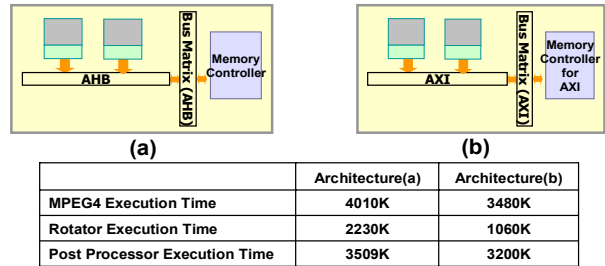 AHB
Bus Matrix (AHB)
Memory
Controller
(a)
AXI
Bus Matrix (AXI)
Memory
Controller
for
AXI
(b)
Architecture(a) Architecture(b)
MPEG4 Execution Time 4010K 3480K
Rotator Execution Time 2230K 1060K
Post Processor Execution Time 3509K 3200K